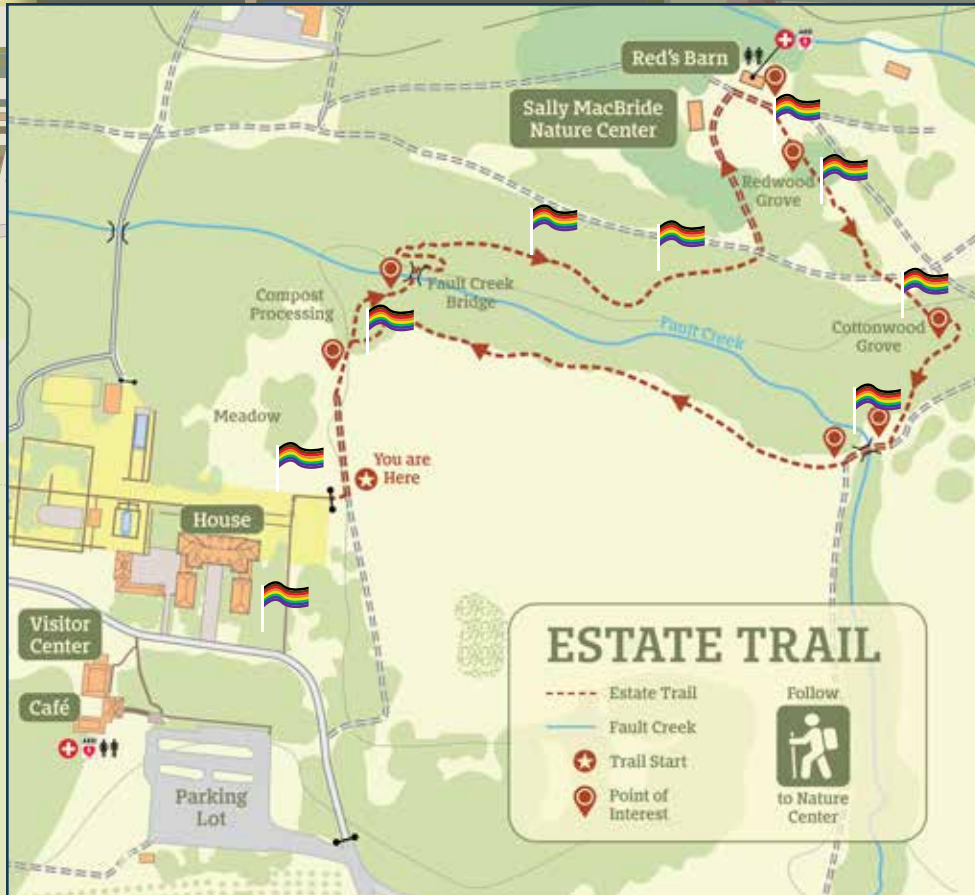 Red's Barn
Sally MacBride
Nature Center
Redwood
Grove
Compost
Processing
Fault Creek
Bridge
Fault Creek
Cottonwood
Grove
Meadow
You are
Here
House
Visitor
Center
Café
Parking
Lot
ESTATE TRAIL
Estate Trail
Fault Creek
Trail Start
Point of
Interest
Follow
to Nature
Center